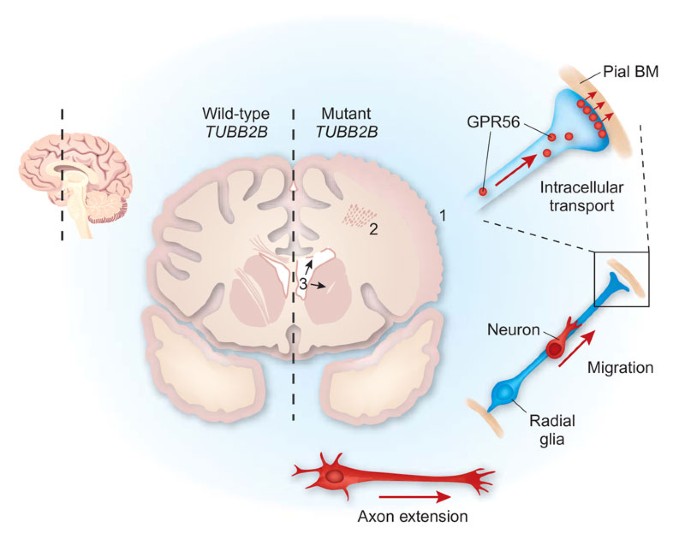 Pial BM
Wild-type
TUBB2B
Mutant
TUBB2B
GPR56
Intracellular
transport
1
2
3
Neuron
Migration
Radial
glia
Axon extension